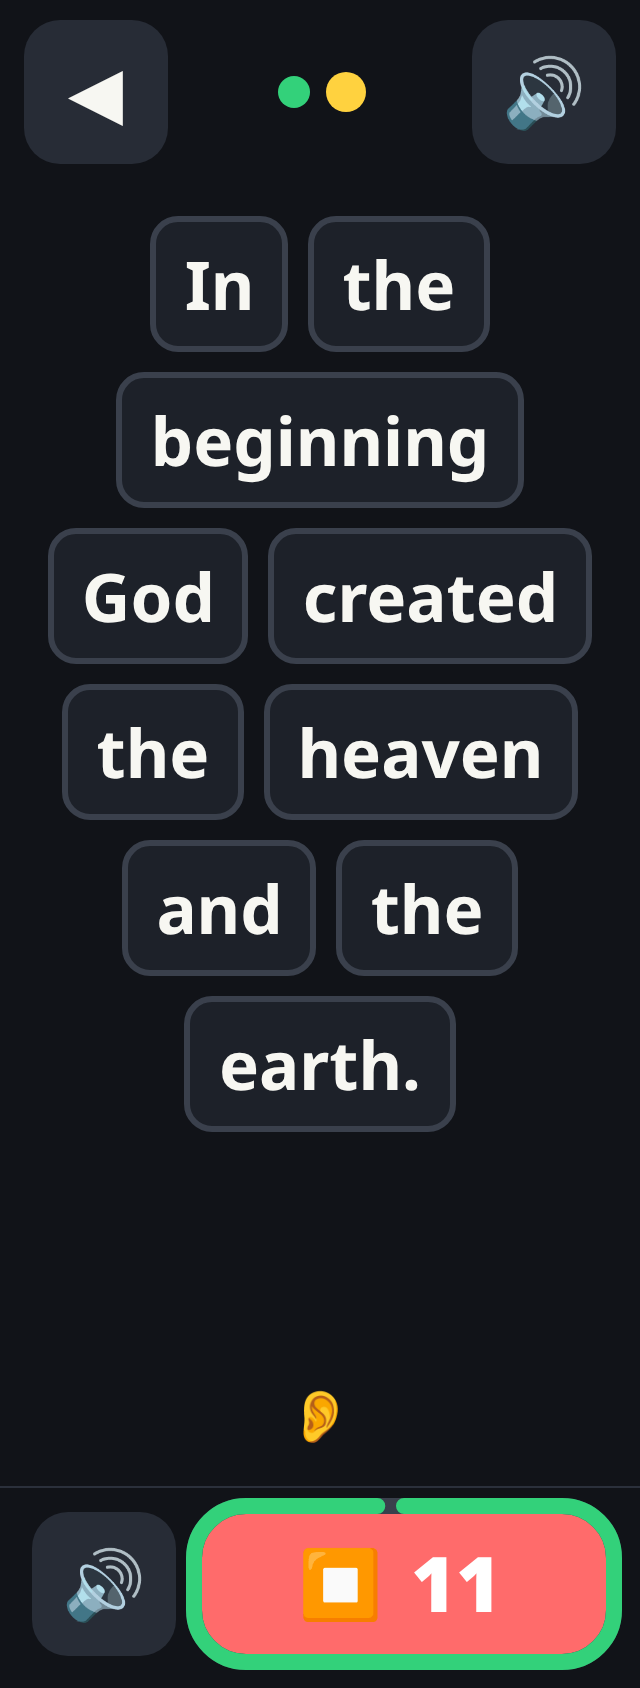 In the
beginning
God created
the heaven
and the
earth.
11